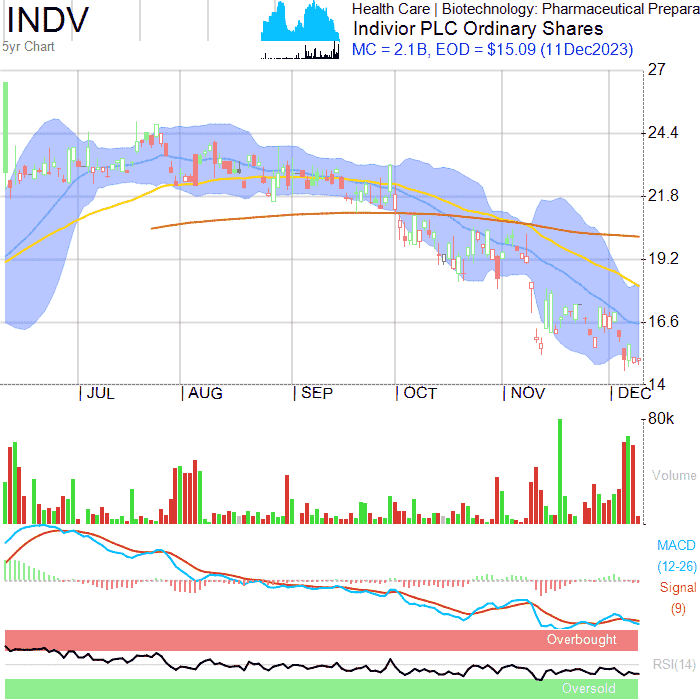 INDV
5yr Chart
Health Care | Biotechnology: Pharmaceutical Prepara
Indivior PLC Ordinary Shares
MC = 2.1B, EOD = $15.09 (11Dec2023)
27
24.4
21.8
19.2
16.6
14
JUL AUG SEP OCT NOV DEC
80k
Volume
MACD
(12-26)
Signal
(9)
Overbought
RSI(14)
Oversold